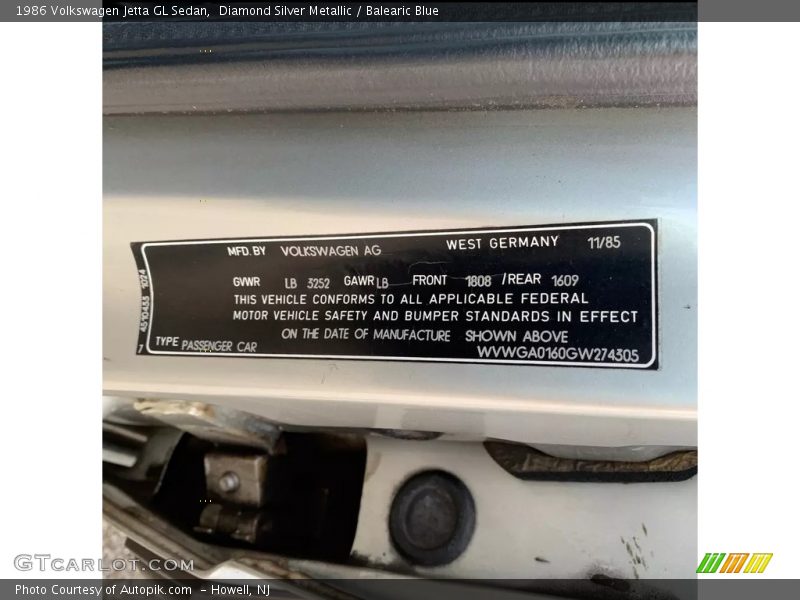 1986 Volkswagen Jetta GL Sedan, Diamond Silver Metallic / Balearic Blue
MFD. BY VOLKSWAGEN AG WEST GERMANY 11/85
GVWR LB 3252 GAWR LB FRONT 1808 /REAR 1609
THIS VEHICLE CONFORMS TO ALL APPLICABLE FEDERAL
MOTOR VEHICLE SAFETY AND BUMPER STANDARDS IN EFFECT
ON THE DATE OF MANUFACTURE SHOWN ABOVE
TYPE PASSENGER CAR WVWGA0160GW274305
7 4510433 1024
GTCARLOT.COM
Photo Courtesy of Autopik.com - Howell, NJ